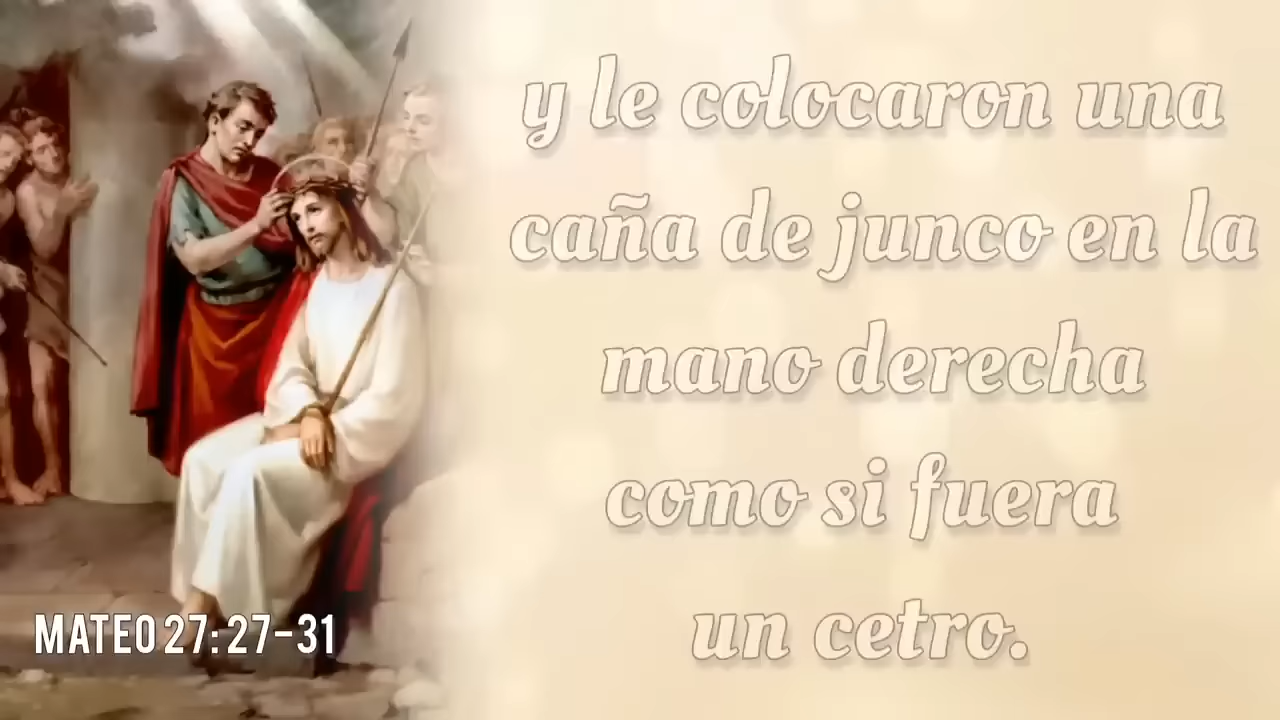 y le colocaron una
caña de junco en la
mano derecha
como si fuera
un cetro.
MATEO 27:27-31